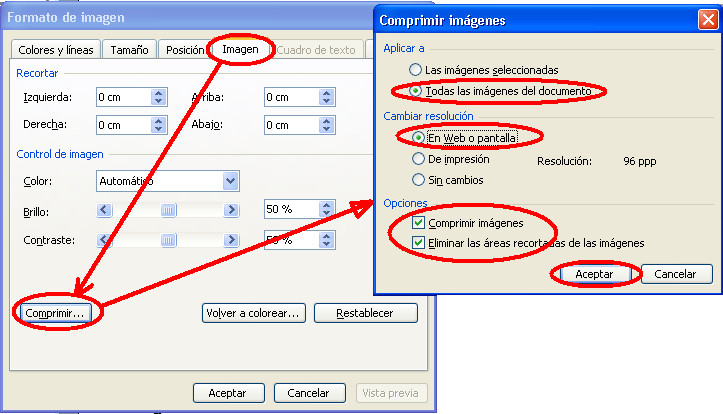 Formato de imagen
Colores y líneas
Tamaño
Posición
Imagen
Cuadro de texto
Recortar
Izquierda: 0 cm
Arriba: 0 cm
Derecha: 0 cm
Abajo: 0 cm
Control de imagen
Color: Automático
Brillo: 50 %
Contraste: 50 %
Comprimir...
Volver a colorear...
Restablecer
Aceptar
Cancelar
Vista previa
Comprimir imágenes
Aplicar a
Las imágenes seleccionadas
Todas las imágenes del documento
Cambiar resolución
En Web o pantalla
De impresión
Resolución: 96 ppp
Sin cambios
Opciones
Comprimir imágenes
Eliminar las áreas recortadas de las imágenes
Aceptar
Cancelar